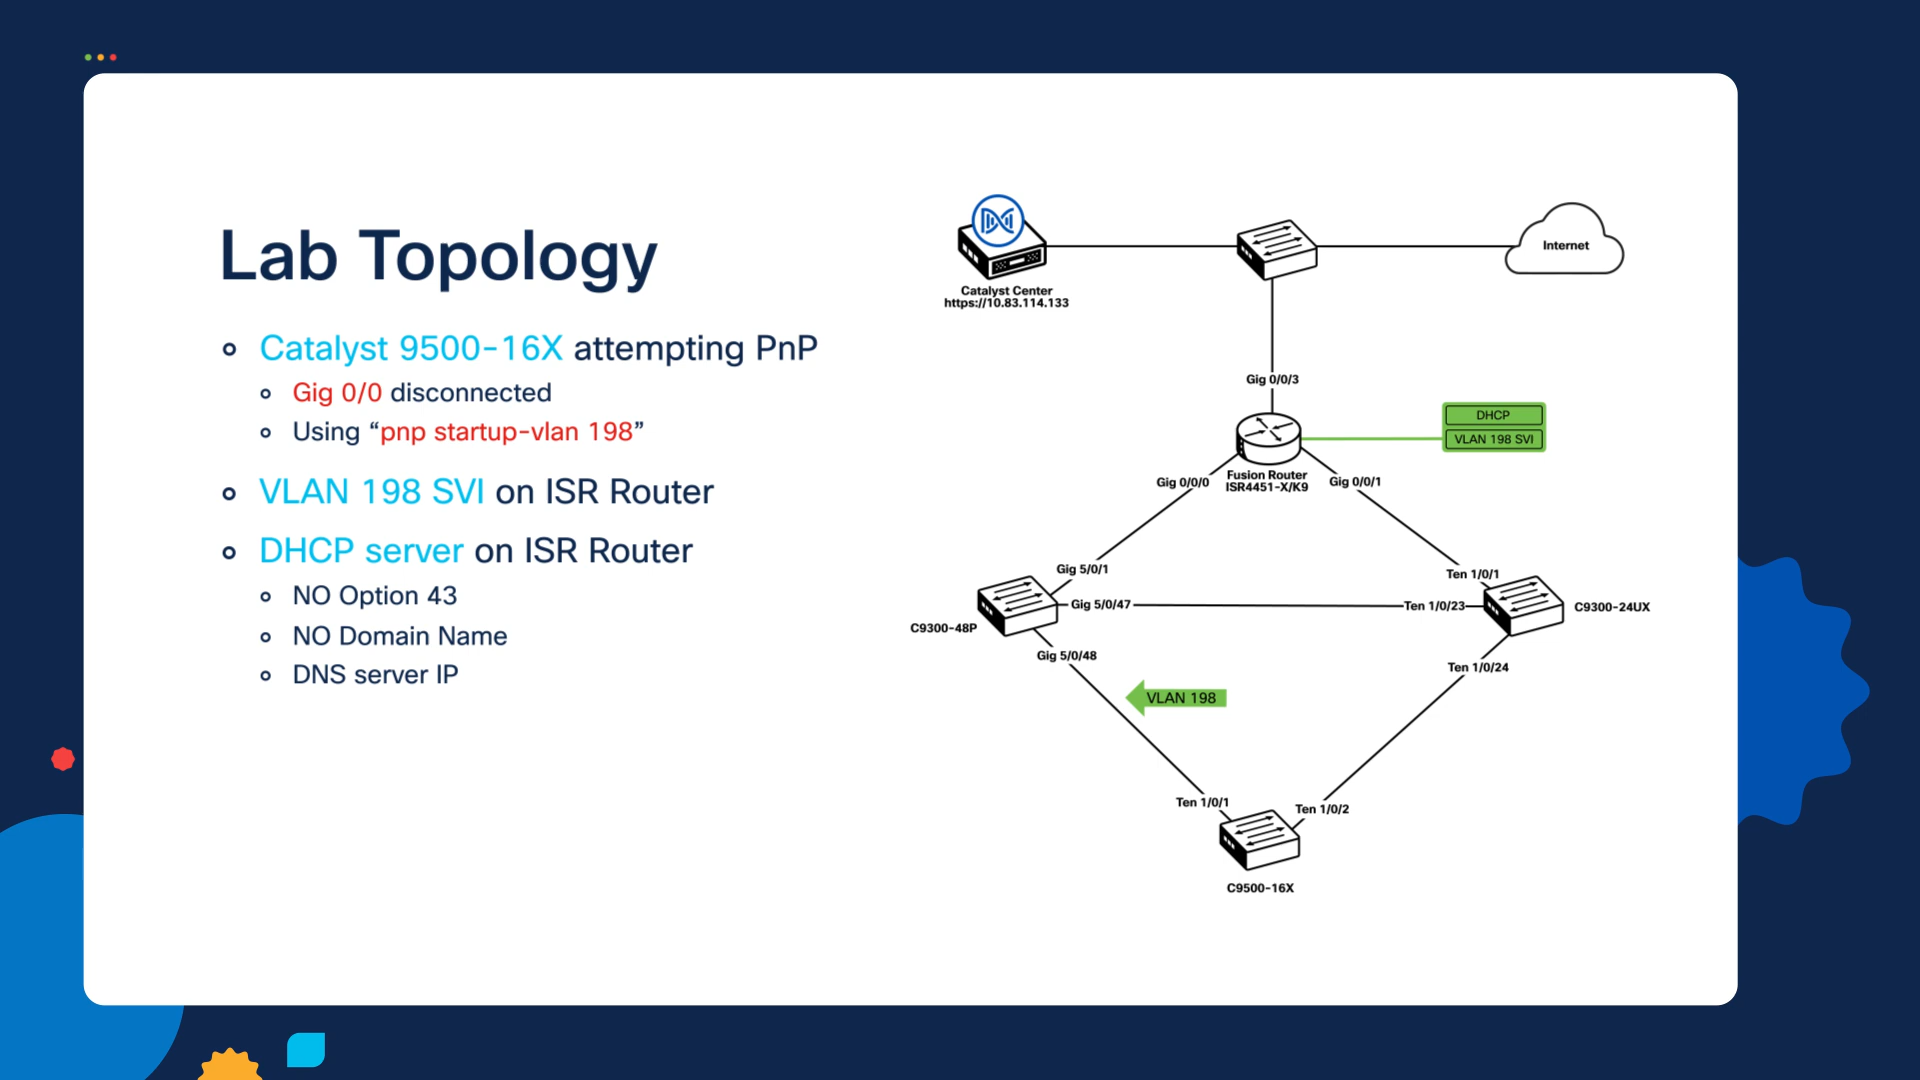 Lab Topology
Catalyst 9500-16X attempting PnP
Gig 0/0 disconnected
Using “pnp startup-vlan 198”
VLAN 198 SVI on ISR Router
DHCP server on ISR Router
NO Option 43
NO Domain Name
DNS server IP
Internet
Catalyst Center
https://10.83.114.133
Gig 0/0/3
DHCP
VLAN 198 SVI
Fusion Router
ISR4451-X/K9
Gig 0/0/0
Gig 0/0/1
Gig 5/0/1
Ten 1/0/1
Gig 5/0/47
Ten 1/0/23
C9300-24UX
C9300-48P
Gig 5/0/48
Ten 1/0/24
VLAN 198
Ten 1/0/1
Ten 1/0/2
C9500-16X